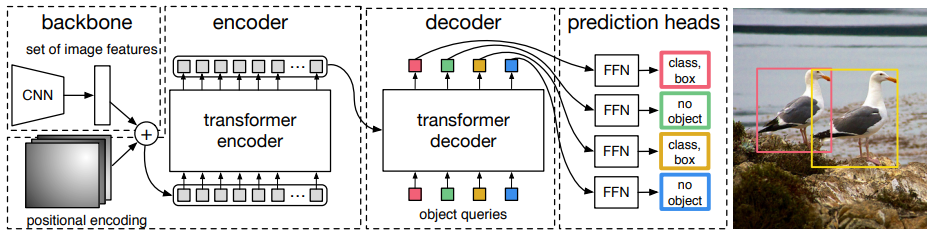 backbone
set of image features
CNN
+
positional encoding
encoder
...
transformer
encoder
...
decoder
transformer
decoder
object queries
prediction heads
FFN
class,
box
FFN
no
object
FFN
class,
box
FFN
no
object